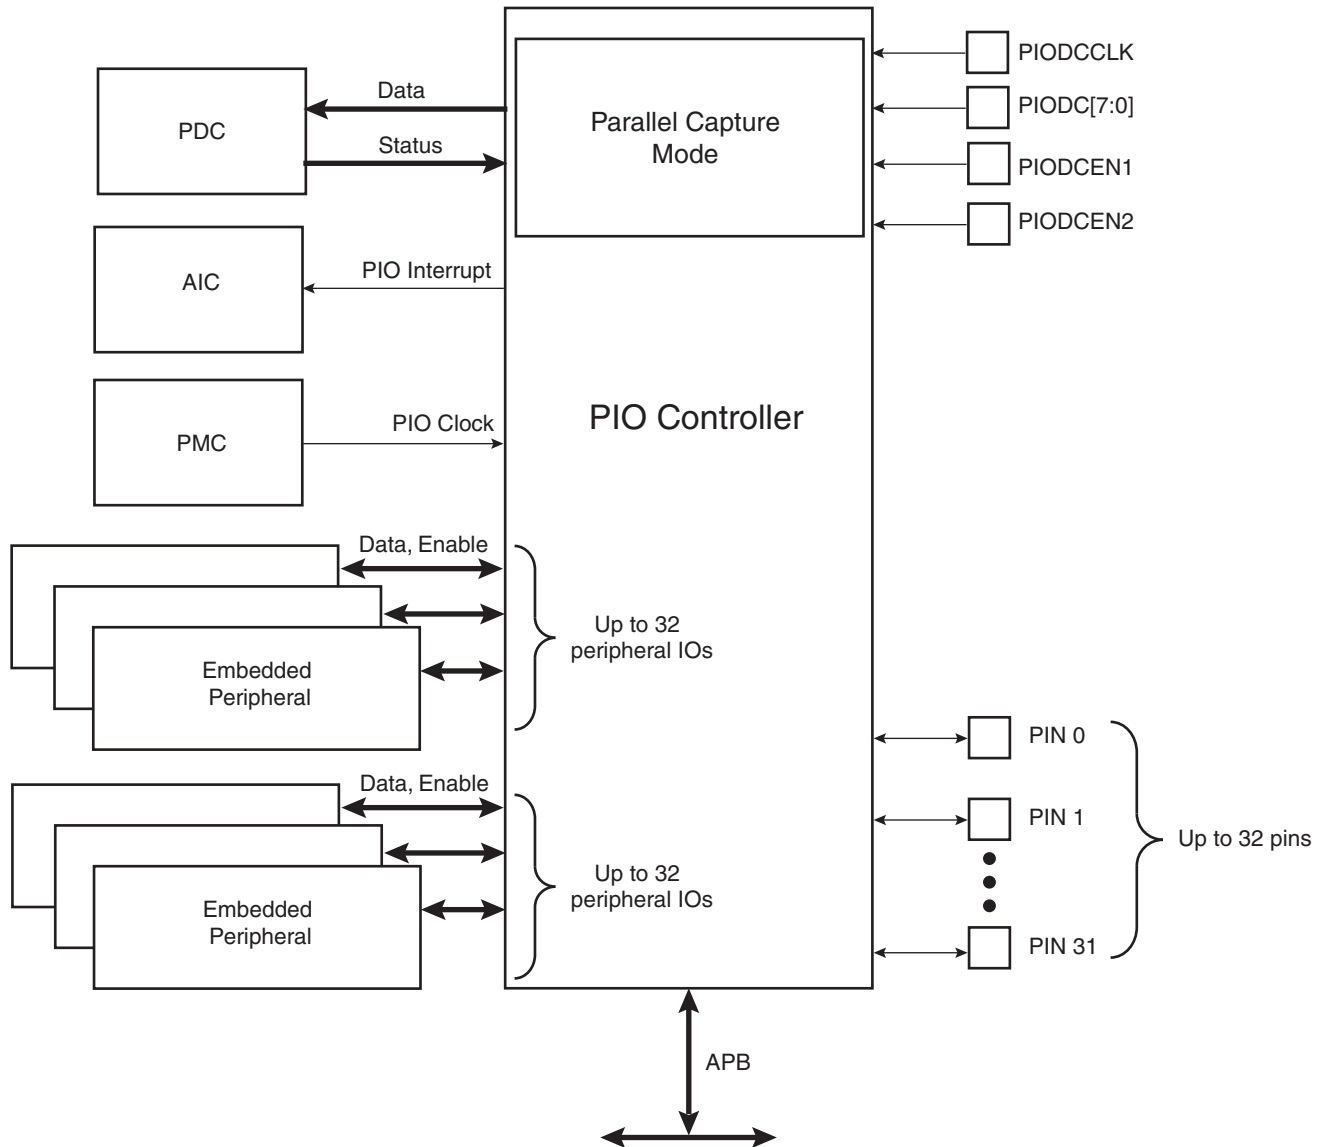 PDC
Data
Status
Parallel Capture
Mode
PIODCCLK
PIODC[7:0]
PIODCEN1
PIODCEN2
AIC
PIO Interrupt
PMC
PIO Clock
PIO Controller
Data, Enable
Embedded
Peripheral
Up to 32
peripheral IOs
Data, Enable
Embedded
Peripheral
Up to 32
peripheral IOs
PIN 0
PIN 1
PIN 31
Up to 32 pins
APB